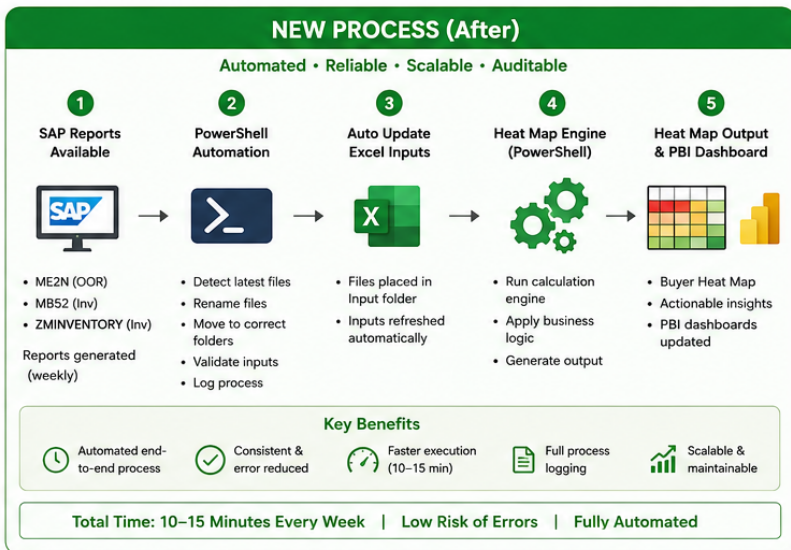 NEW PROCESS (After)
Automated • Reliable • Scalable • Auditable
1
SAP Reports
Available
SAP
• ME2N (OOR)
• MB52 (Inv)
• ZMINVENTORY (Inv)
Reports generated
(weekly)
2
PowerShell
Automation
• Detect latest files
• Rename files
• Move to correct
folders
• Validate inputs
• Log process
3
Auto Update
Excel Inputs
X
• Files placed in
Input folder
• Inputs refreshed
automatically
4
Heat Map Engine
(PowerShell)
• Run calculation
engine
• Apply business
logic
• Generate output
5
Heat Map Output
& PBI Dashboard
• Buyer Heat Map
• Actionable insights
• PBI dashboards
updated
Key Benefits
Automated end-
to-end process
Consistent &
error reduced
Faster execution
(10–15 min)
Full process
logging
Scalable &
maintainable
Total Time: 10–15 Minutes Every Week | Low Risk of Errors | Fully Automated